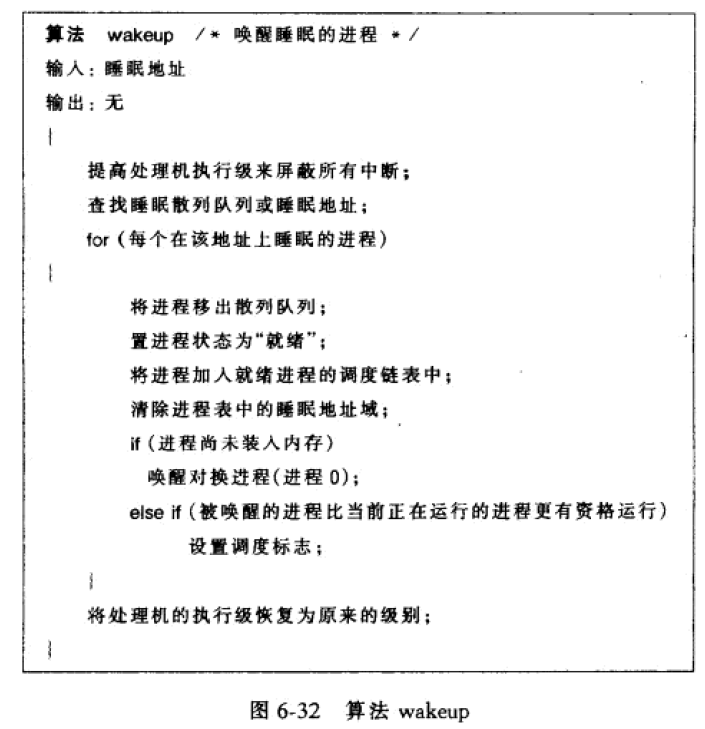 算法 wakeup /* 唤醒睡眠的进程 */
输入：睡眠地址
输出：无
{
提高处理机执行级来屏蔽所有中断；
查找睡眠散列队列或睡眠地址；
for（每个在该地址上睡眠的进程）
{
将进程移出散列队列；
置进程状态为“就绪”；
将进程加入就绪进程的调度链表中；
清除进程表中的睡眠地址域；
if（进程尚未装入内存）
唤醒对换进程（进程 0）；
else if（被唤醒的进程比当前正在运行的进程更有资格运行）
设置调度标志；
}
将处理机的执行级恢复为原来的级别；
}
图 6-32 算法 wakeup